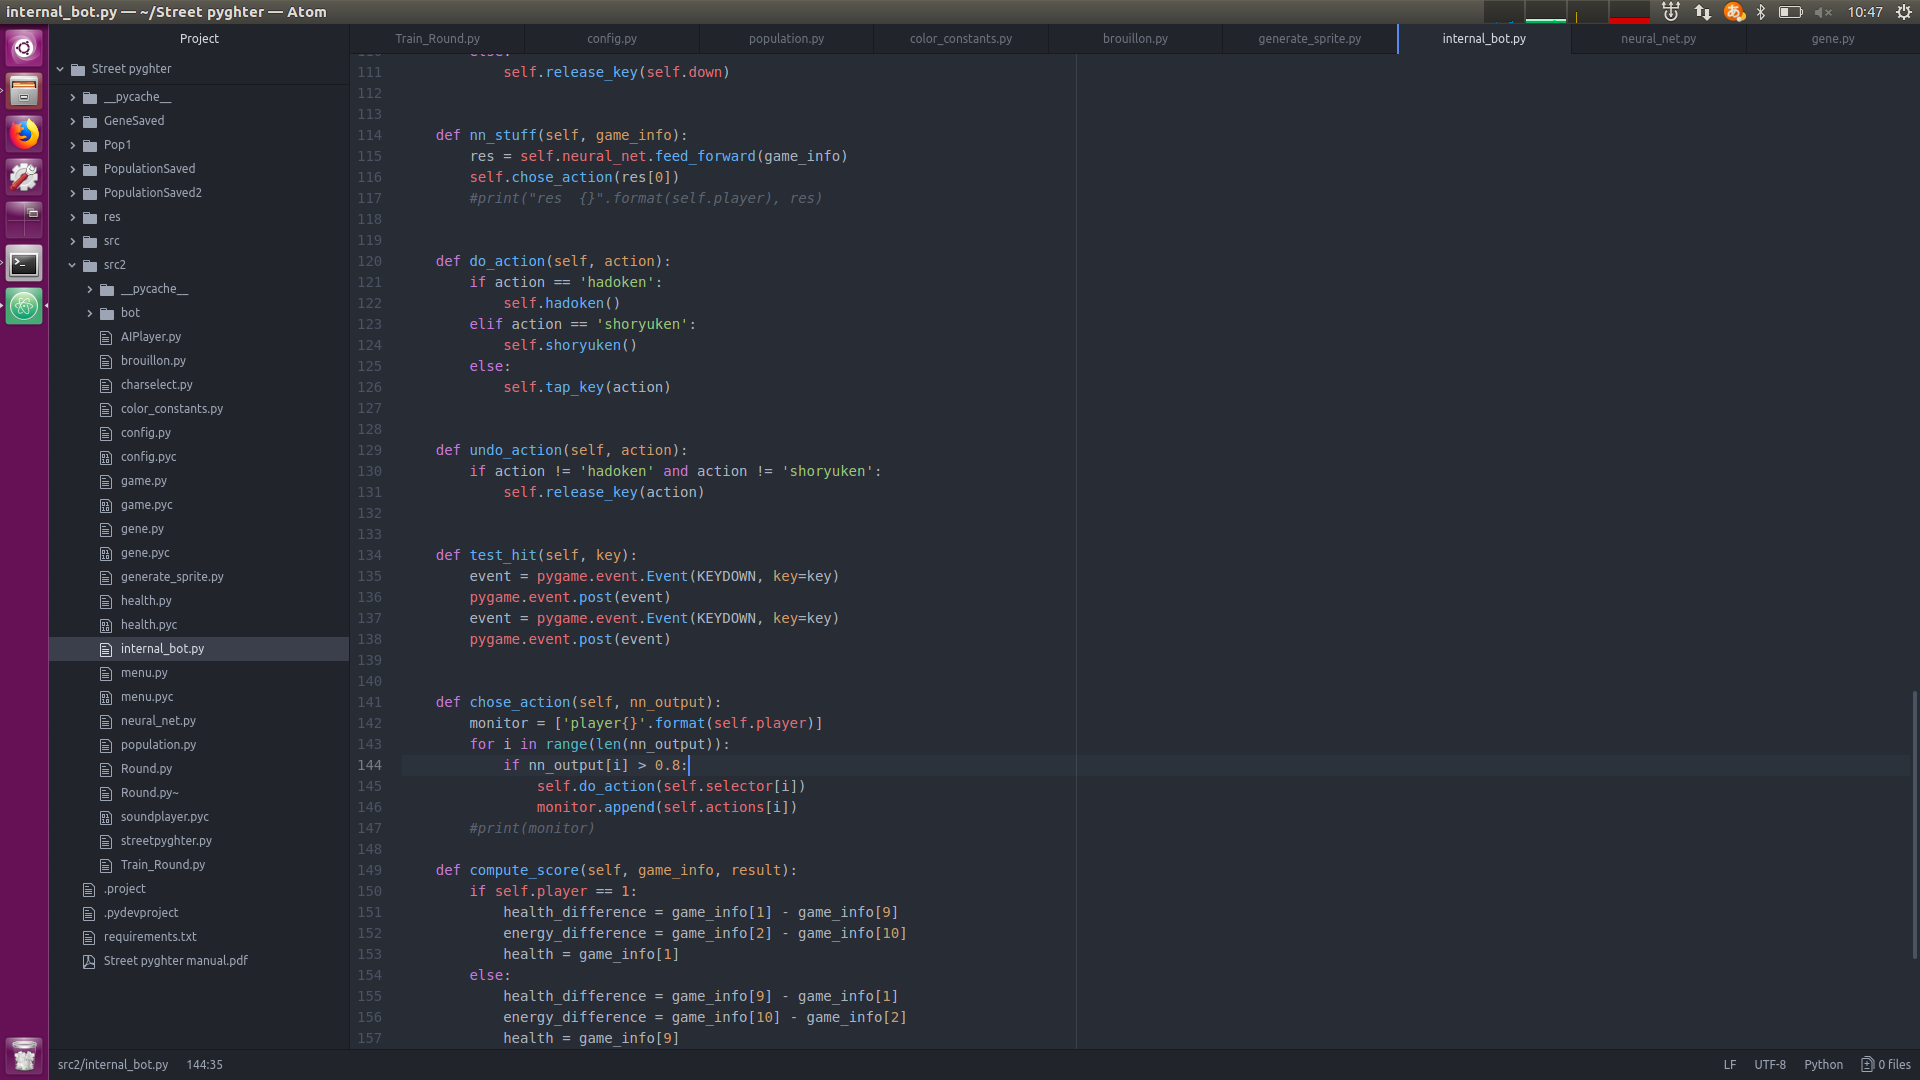 internal_bot.py — ~/Street pyghter — Atom
あ
10:47
Project
Train_Round.py
config.py
population.py
color_constants.py
brouillon.py
generate_sprite.py
internal_bot.py
neural_net.py
gene.py
Street pyghter
__pycache__
GeneSaved
Pop1
PopulationSaved
PopulationSaved2
res
src
src2
__pycache__
bot
AIPlayer.py
brouillon.py
charselect.py
color_constants.py
config.py
config.pyc
game.py
game.pyc
gene.py
gene.pyc
generate_sprite.py
health.py
health.pyc
internal_bot.py
menu.py
menu.pyc
neural_net.py
population.py
Round.py
Round.py~
soundplayer.pyc
streetpyghter.py
Train_Round.py
.project
.pydevproject
requirements.txt
Street pyghter manual.pdf
110 else:
111 self.release_key(self.down)
112
113
114 def nn_stuff(self, game_info):
115 res = self.neural_net.feed_forward(game_info)
116 self.chose_action(res[0])
117 #print("res  {}".format(self.player), res)
118
119
120 def do_action(self, action):
121 if action == 'hadoken':
122 self.hadoken()
123 elif action == 'shoryuken':
124 self.shoryuken()
125 else:
126 self.tap_key(action)
127
128
129 def undo_action(self, action):
130 if action != 'hadoken' and action != 'shoryuken':
131 self.release_key(action)
132
133
134 def test_hit(self, key):
135 event = pygame.event.Event(KEYDOWN, key=key)
136 pygame.event.post(event)
137 event = pygame.event.Event(KEYDOWN, key=key)
138 pygame.event.post(event)
139
140
141 def chose_action(self, nn_output):
142 monitor = ['player{}'.format(self.player)]
143 for i in range(len(nn_output)):
144 if nn_output[i] > 0.8:
145 self.do_action(self.selector[i])
146 monitor.append(self.actions[i])
147 #print(monitor)
148
149 def compute_score(self, game_info, result):
150 if self.player == 1:
151 health_difference = game_info[1] - game_info[9]
152 energy_difference = game_info[2] - game_info[10]
153 health = game_info[1]
154 else:
155 health_difference = game_info[9] - game_info[1]
156 energy_difference = game_info[10] - game_info[2]
157 health = game_info[9]
src2/internal_bot.py 144:35
LF UTF-8 Python 0 files